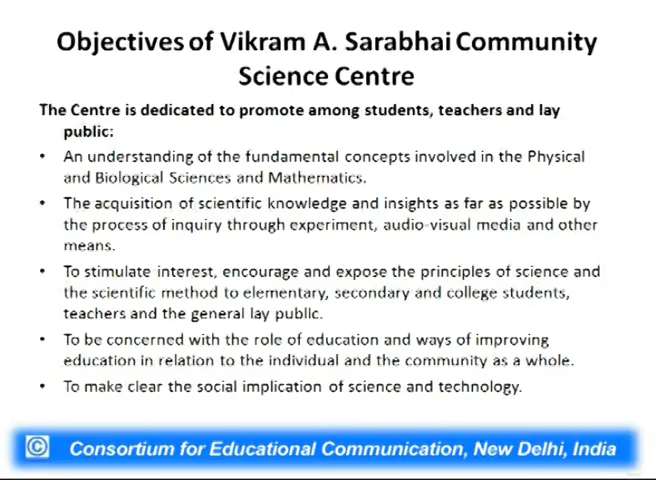 Objectives of Vikram A. Sarabhai Community
Science Centre
The Centre is dedicated to promote among students, teachers and lay
public:
• An understanding of the fundamental concepts involved in the Physical
and Biological Sciences and Mathematics.
• The acquisition of scientific knowledge and insights as far as possible by
the process of inquiry through experiment, audio-visual media and other
means.
• To stimulate interest, encourage and expose the principles of science and
the scientific method to elementary, secondary and college students,
teachers and the general lay public.
• To be concerned with the role of education and ways of improving
education in relation to the individual and the community as a whole.
• To make clear the social implication of science and technology.
© Consortium for Educational Communication, New Delhi, India